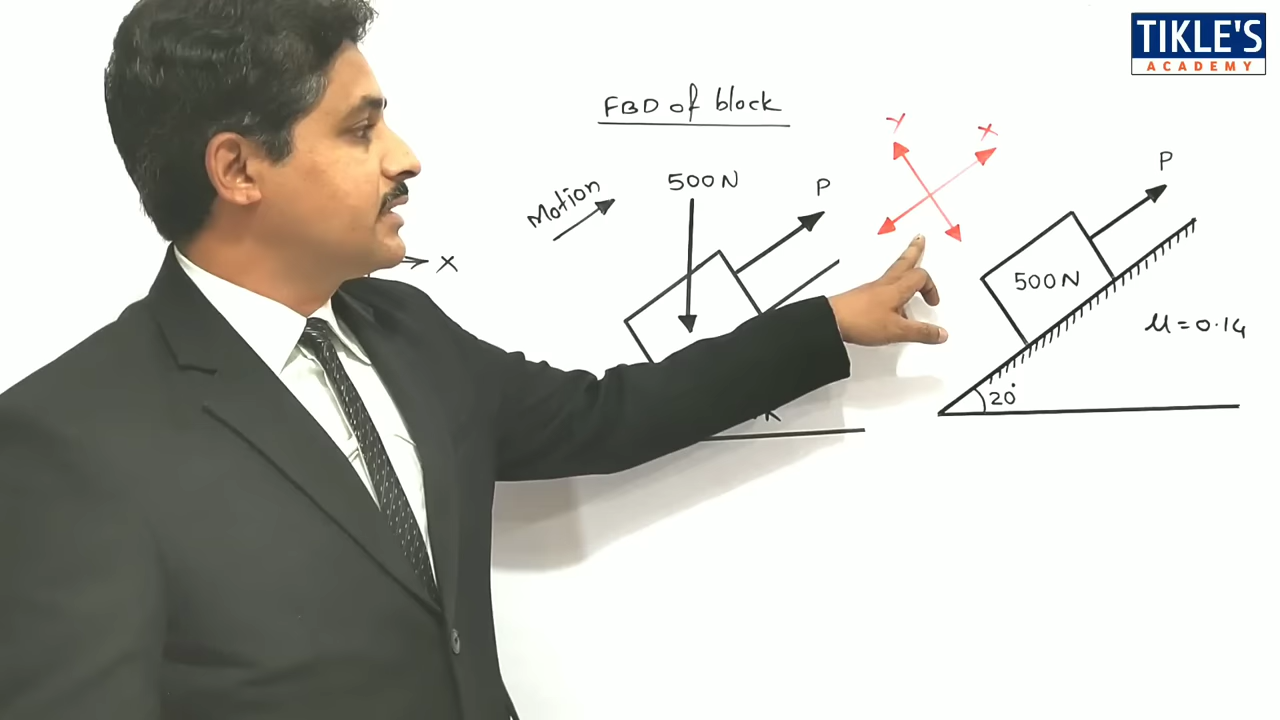 TIKLE'S
ACADEMY
FBD of block
Motion
500N
P
X
Y
X
P
500N
µ = 0.14
20°